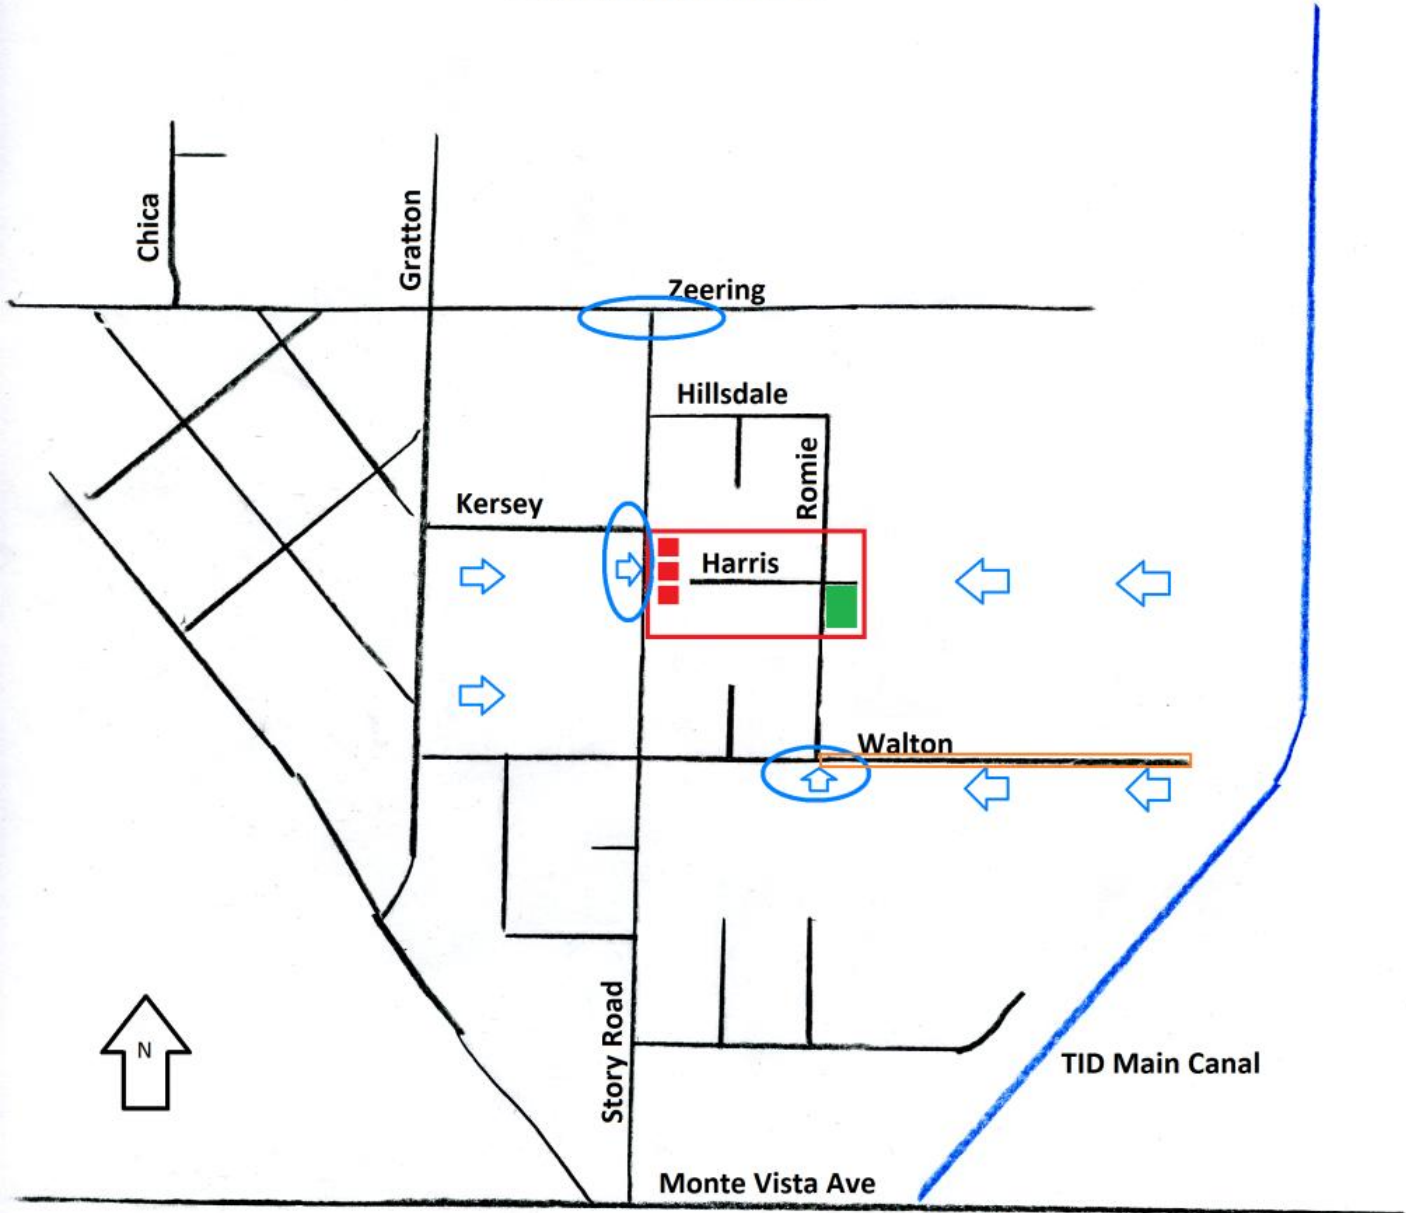 Chica
Gratton
Zeering
Hillsdale
Romie
Kersey
Harris
Walton
Story Road
N
TID Main Canal
Monte Vista Ave